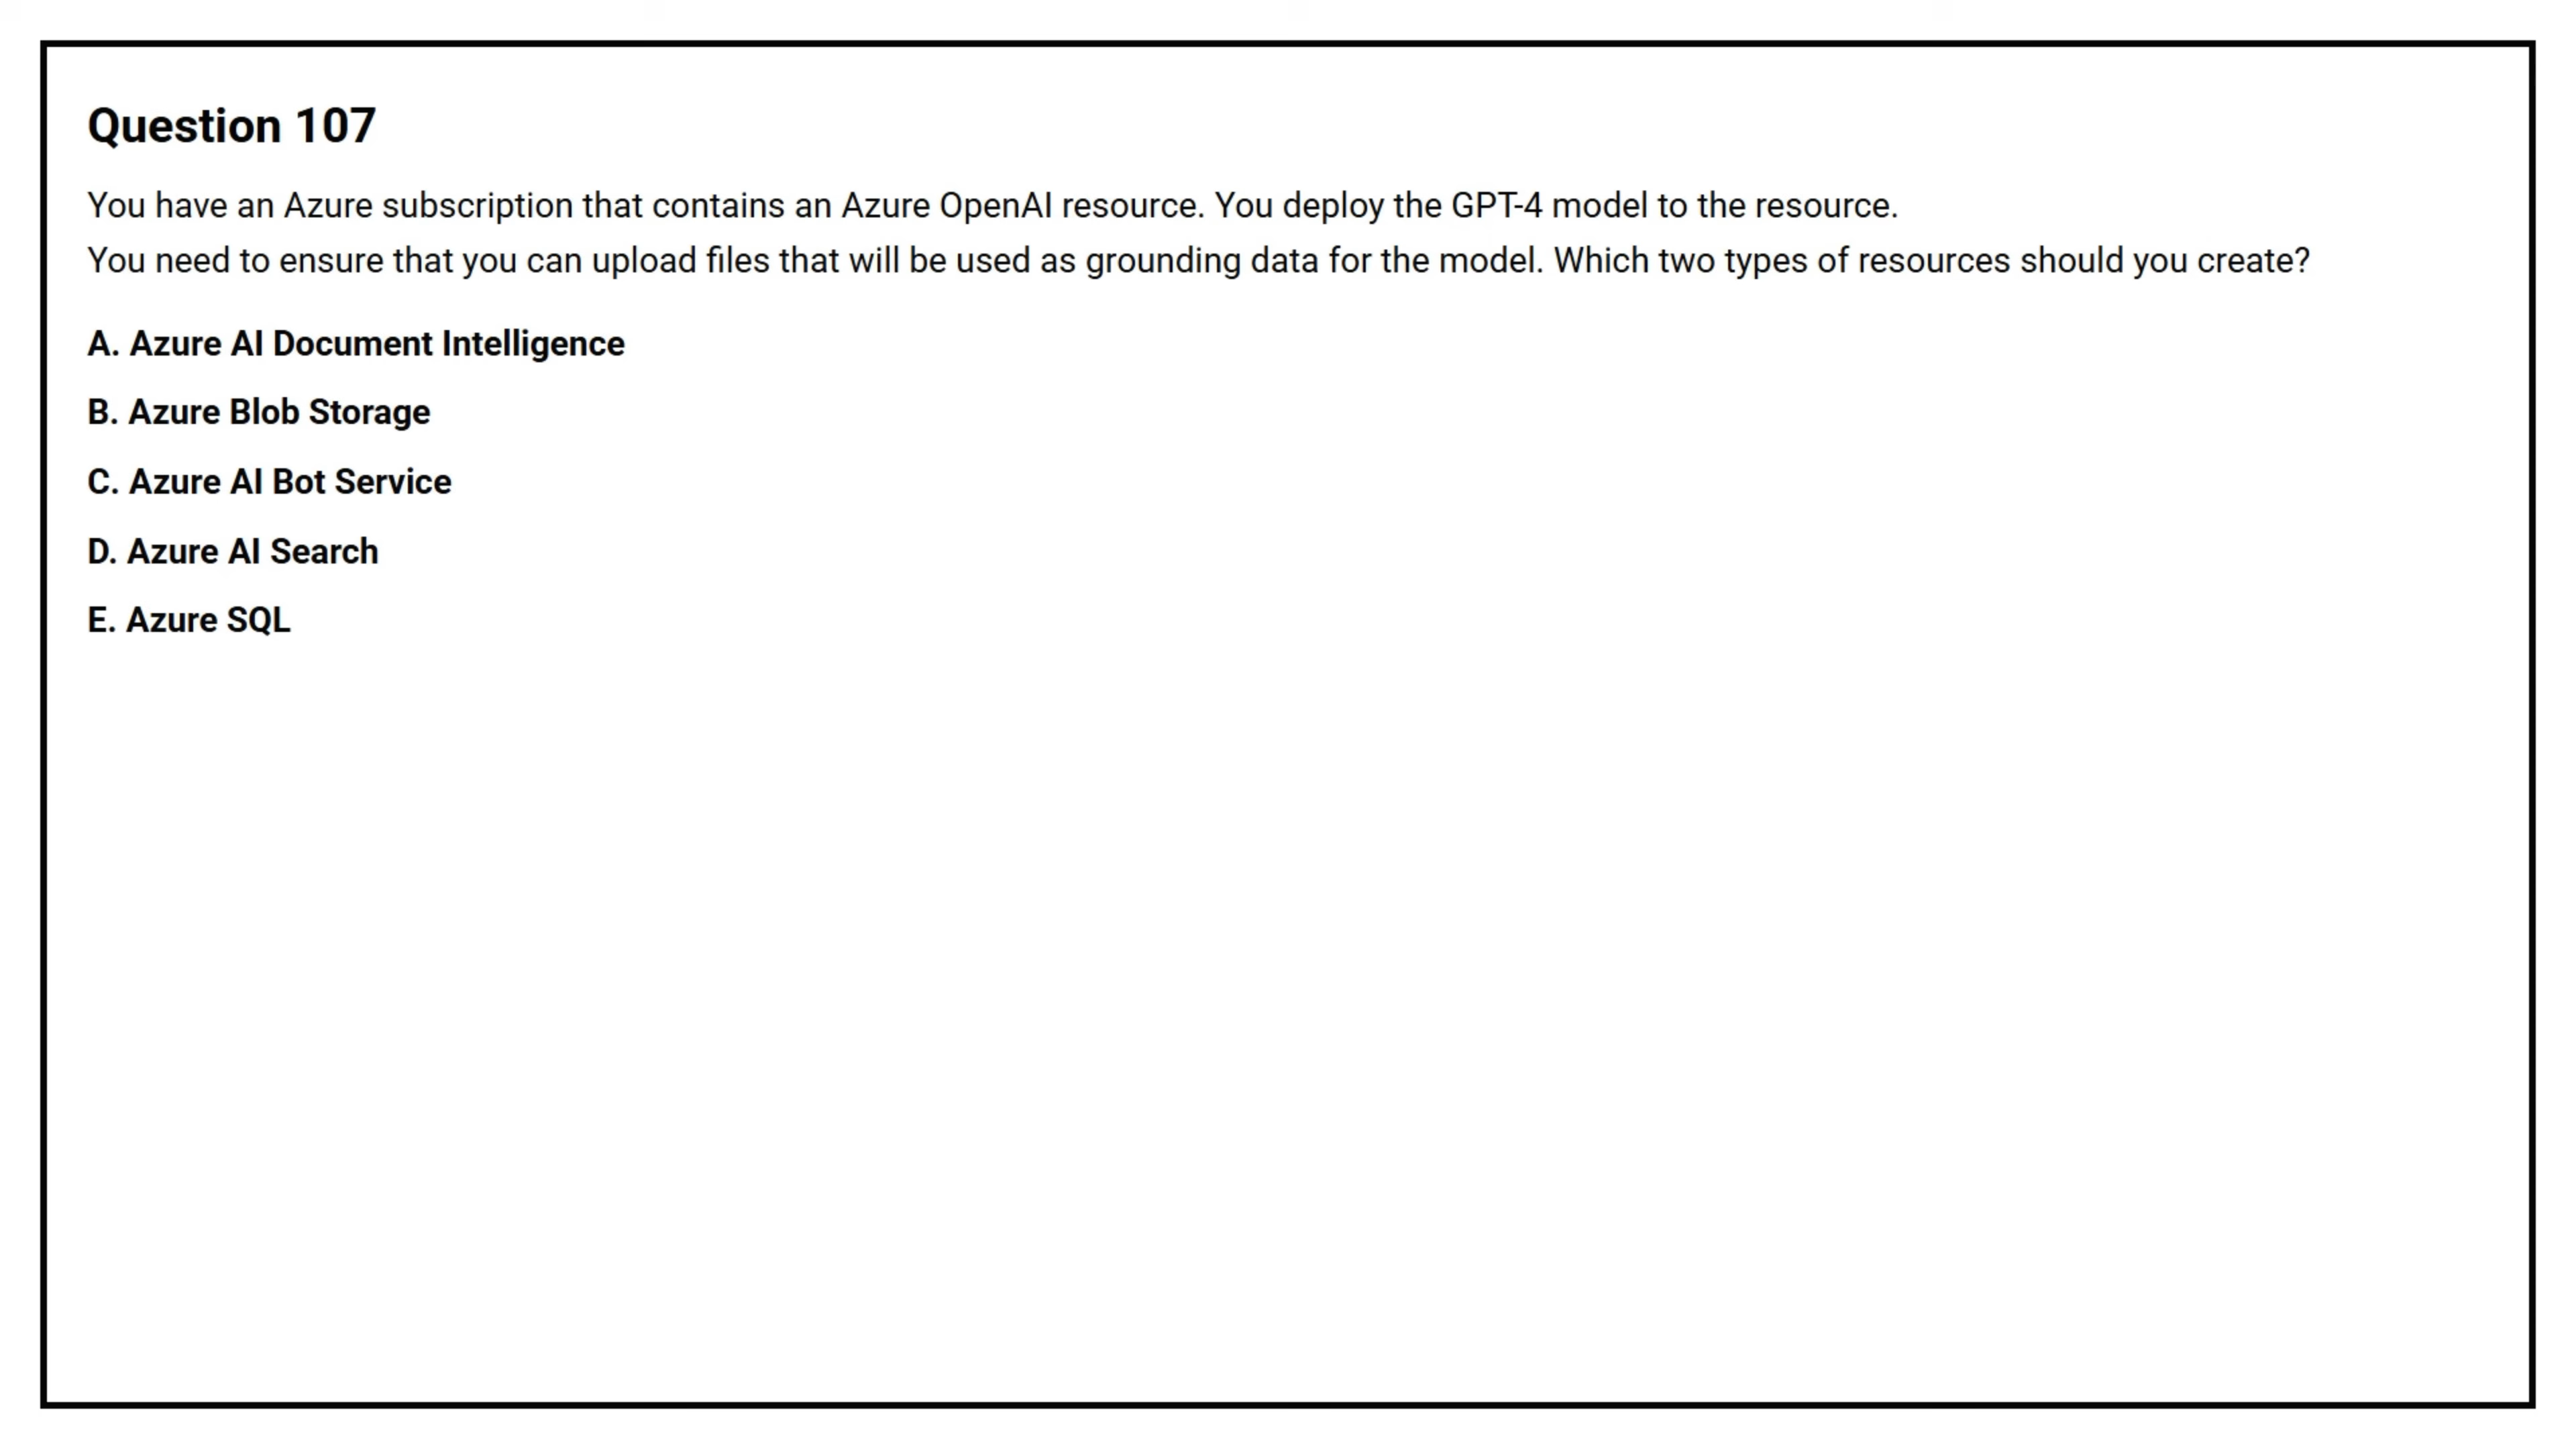 Question 107
You have an Azure subscription that contains an Azure OpenAI resource. You deploy the GPT-4 model to the resource.
You need to ensure that you can upload files that will be used as grounding data for the model. Which two types of resources should you create?
A. Azure AI Document Intelligence
B. Azure Blob Storage
C. Azure AI Bot Service
D. Azure AI Search
E. Azure SQL